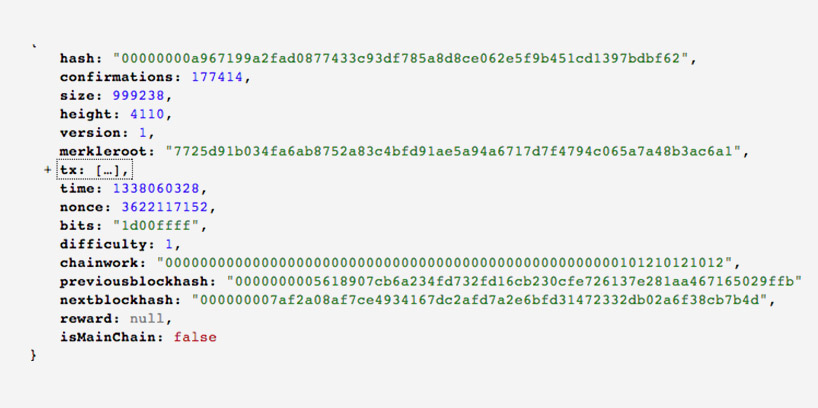 {
hash: "00000000a967199a2fad0877433c93df785a8d8ce062e5f9b451cd1397bdbf62",
confirmations: 177414,
size: 999238,
height: 4110,
version: 1,
merkleroot: "7725d91b034fa6ab8752a83c4bfd91ae5a94a6717d7f4794c065a7a48b3ac6a1",
+ tx: […],
time: 1338060328,
nonce: 3622117152,
bits: "1d00ffff",
difficulty: 1,
chainwork: "0000000000000000000000000000000000000000000000000000101210121012",
previousblockhash: "0000000005618907cb6a234fd732fd16cb230cfe726137e281aa467165029ffb"
nextblockhash: "000000007af2a08af7ce4934167dc2afd7a2e6bfd31472332db02a6f38cb7b4d",
reward: null,
isMainChain: false
}